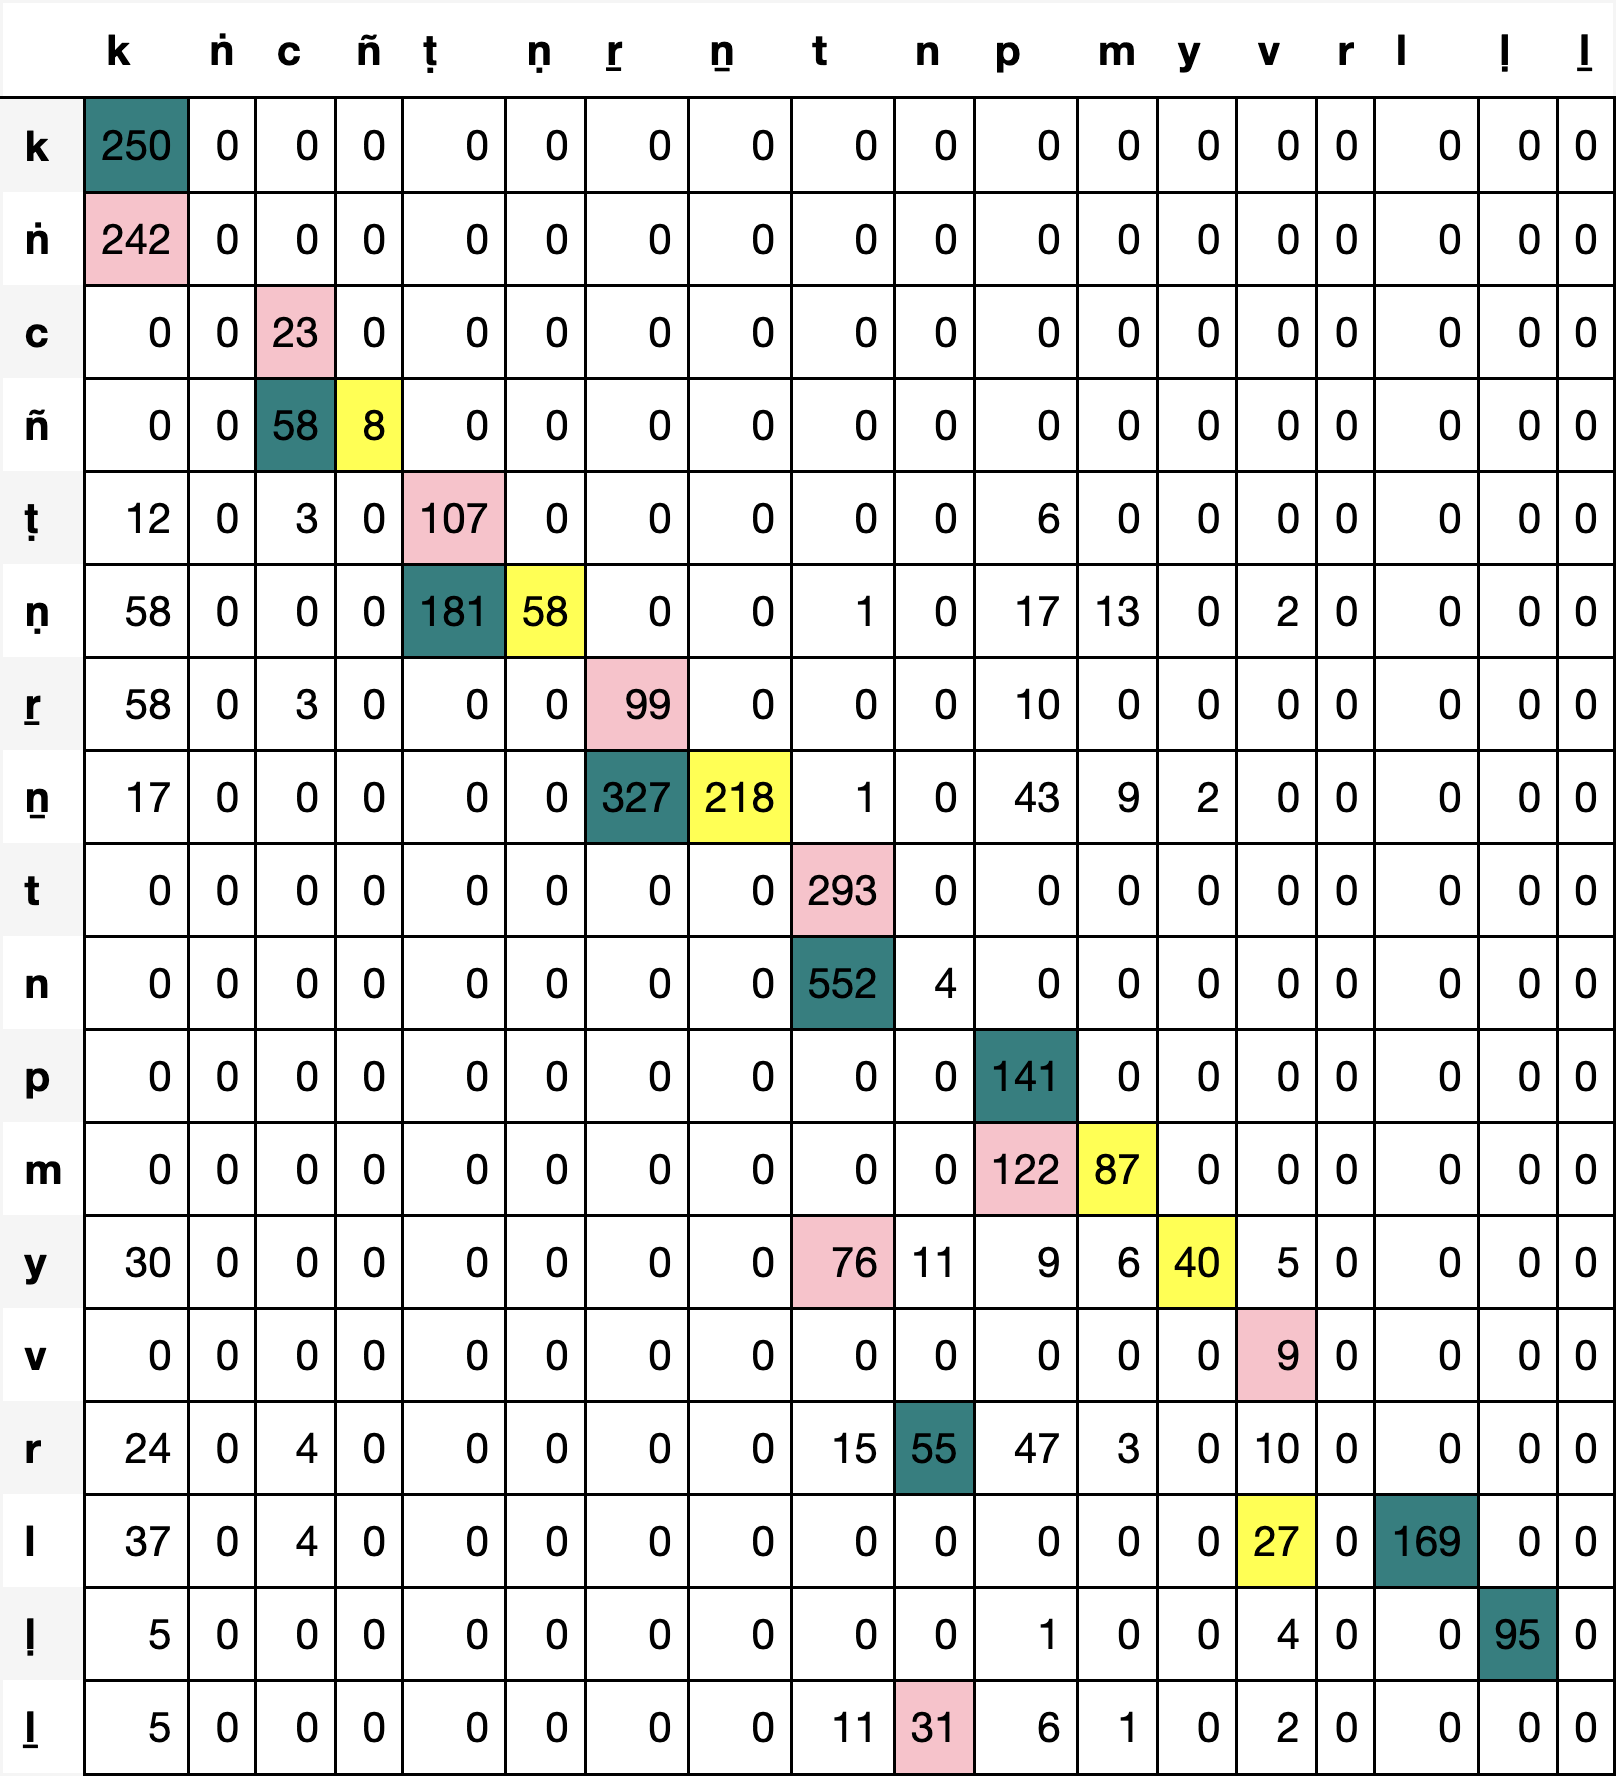 k ṅ c ñ ṭ ṇ ṟ ṉ t n p m y v r l ḷ ḻ
k 250 0 0 0 0 0 0 0 0 0 0 0 0 0 0 0 0 0
ṅ 242 0 0 0 0 0 0 0 0 0 0 0 0 0 0 0 0 0
c 0 0 23 0 0 0 0 0 0 0 0 0 0 0 0 0 0 0
ñ 0 0 58 8 0 0 0 0 0 0 0 0 0 0 0 0 0 0
ṭ 12 0 3 0 107 0 0 0 0 0 6 0 0 0 0 0 0 0
ṇ 58 0 0 0 181 58 0 0 1 0 17 13 0 2 0 0 0 0
ṟ 58 0 3 0 0 0 99 0 0 0 10 0 0 0 0 0 0 0
ṉ 17 0 0 0 0 0 327 218 1 0 43 9 2 0 0 0 0 0
t 0 0 0 0 0 0 0 0 293 0 0 0 0 0 0 0 0 0
n 0 0 0 0 0 0 0 0 552 4 0 0 0 0 0 0 0 0
p 0 0 0 0 0 0 0 0 0 0 141 0 0 0 0 0 0 0
m 0 0 0 0 0 0 0 0 0 0 122 87 0 0 0 0 0 0
y 30 0 0 0 0 0 0 0 76 11 9 6 40 5 0 0 0 0
v 0 0 0 0 0 0 0 0 0 0 0 0 0 9 0 0 0 0
r 24 0 4 0 0 0 0 0 15 55 47 3 0 10 0 0 0 0
l 37 0 4 0 0 0 0 0 0 0 0 0 0 27 0 169 0 0
ḷ 5 0 0 0 0 0 0 0 0 0 1 0 0 4 0 0 95 0
ḻ 5 0 0 0 0 0 0 0 11 31 6 1 0 2 0 0 0 0